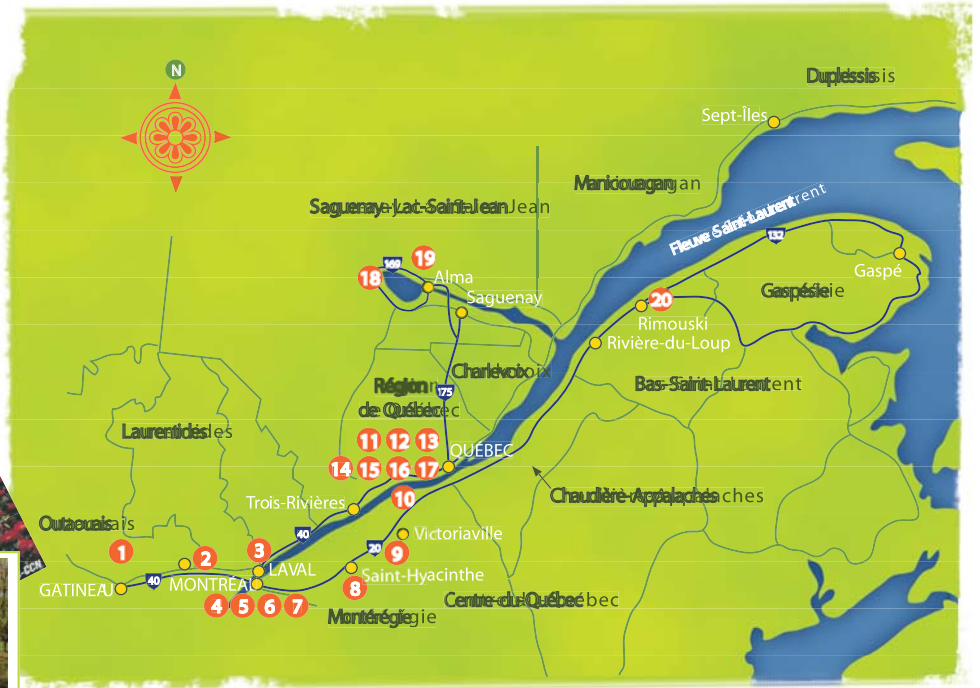 N
Duplessis
Sept-Îles
Manicouagan
Fleuve Saint-Laurent
Saguenay-Lac-Saint-Jean
132
169
19
18
Alma
Gaspé
Saguenay
Gaspésie
20
Rimouski
Rivière-du-Loup
Charlevoix
Bas-Saint-Laurent
Région
de Québec
175
Laurentides
11 12 13
QUÉBEC
14 15 16 17
Chaudière-Appalaches
10
Trois-Rivières
Outaouais
40
Victoriaville
1
2
3
20
9
LAVAL
GATINEAU
40
MONTRÉAL
Saint-Hyacinthe
8
4 5 6 7
Centre-du-Québec
Montérégie
-CCN